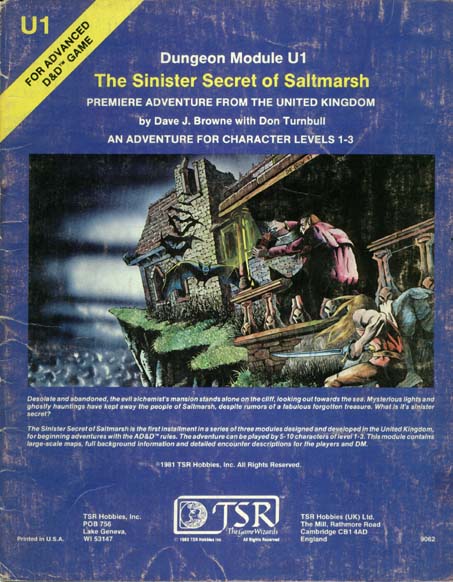 U1
FOR ADVANCED
D&D™ GAME
Dungeon Module U1
The Sinister Secret of Saltmarsh
PREMIERE ADVENTURE FROM THE UNITED KINGDOM
by Dave J. Browne with Don Turnbull
AN ADVENTURE FOR CHARACTER LEVELS 1-3
Desolate and abandoned, the evil alchemist's mansion stands alone on the cliff, looking out towards the sea. Mysterious lights and
ghostly hauntings have kept away the people of Saltmarsh, despite rumors of a fabulous forgotten treasure. What is it's sinister
secret?
The Sinister Secret of Saltmarsh is the first installment in a series of three modules designed and developed in the United Kingdom,
for beginning adventures with the AD&D™ rules. The adventure can be played by 5-10 characters of level 1-3. This module contains
large-scale maps, full background information and detailed encounter descriptions for the players and DM.
©1981 TSR Hobbies, Inc. All Rights Reserved.
TSR Hobbies, Inc.
POB 756
Lake Geneva,
WI 53147
Printed in U.S.A.
TSR
The Game Wizards
© 1980 TSR Hobbies Inc All Rights Reserved
TSR Hobbies (UK) Ltd.
The Mill, Rathmore Road
Cambridge CB1 4AD
England
9062